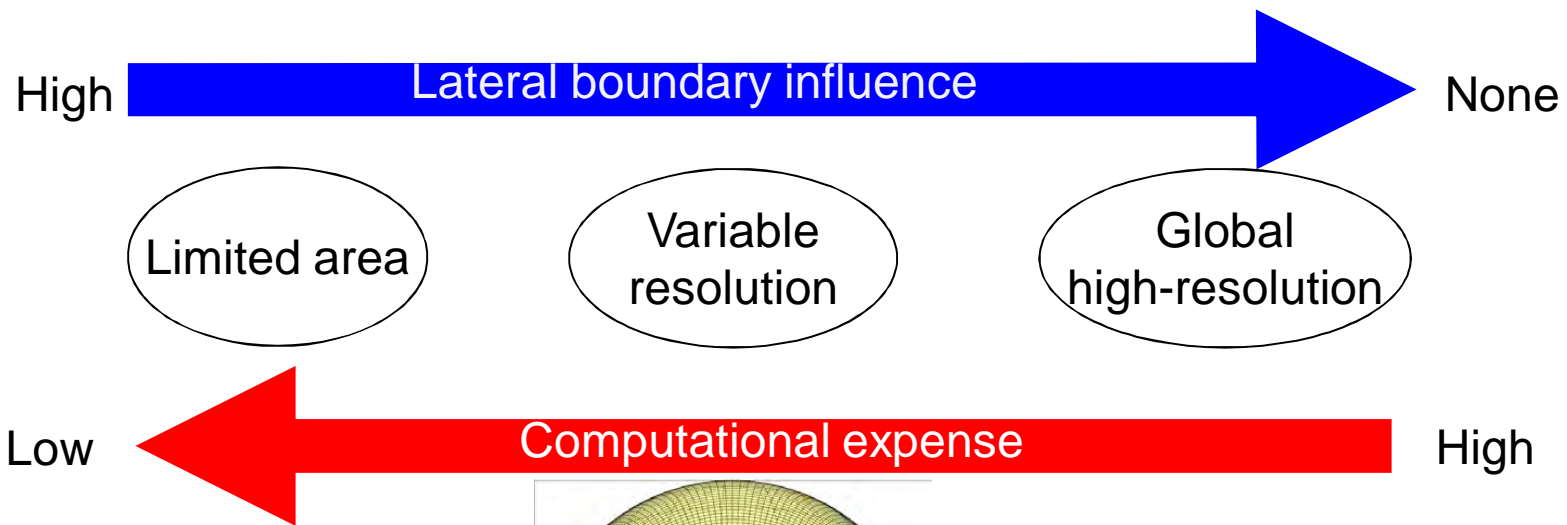 High
Lateral boundary influence
None
Limited area
Variable
resolution
Global
high-resolution
Low
Computational expense
High